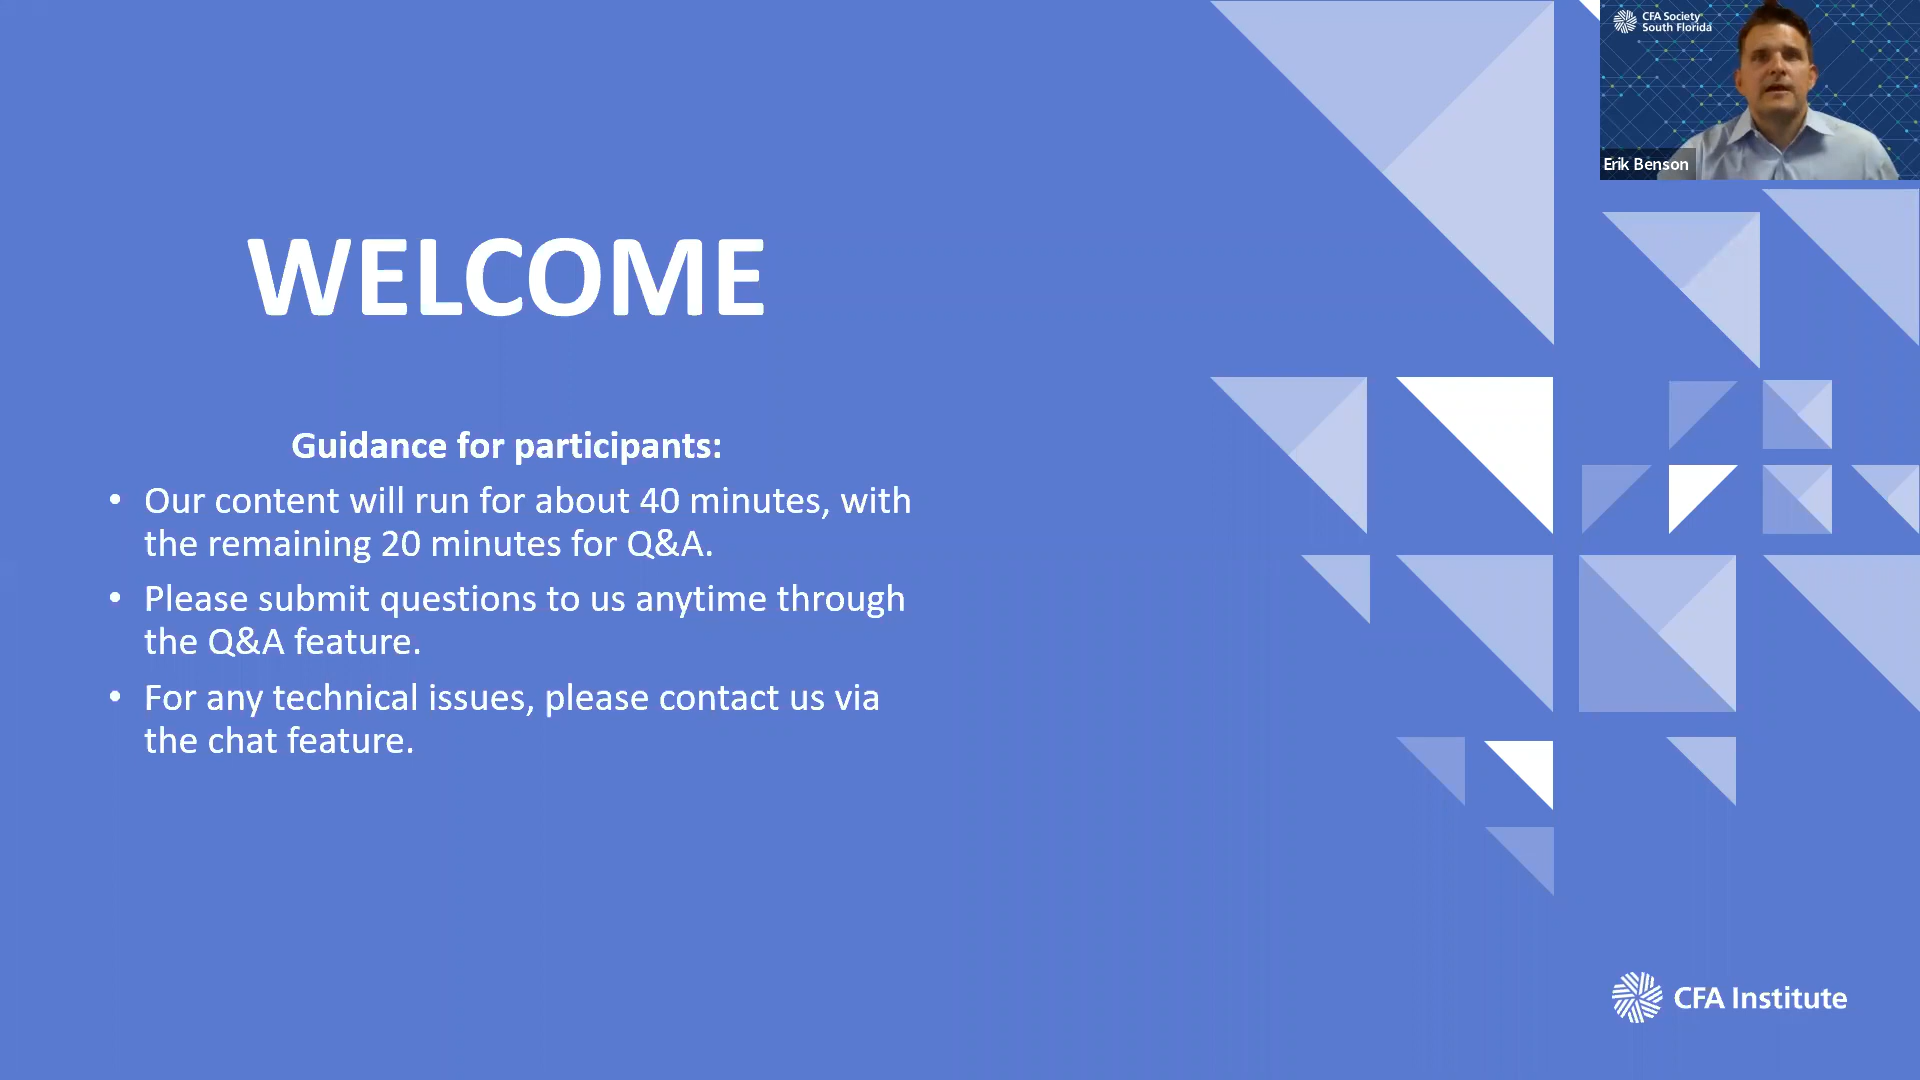 CFA Society
South Florida
Erik Benson
WELCOME
Guidance for participants:
• Our content will run for about 40 minutes, with
the remaining 20 minutes for Q&A.
• Please submit questions to us anytime through
the Q&A feature.
• For any technical issues, please contact us via
the chat feature.
CFA Institute